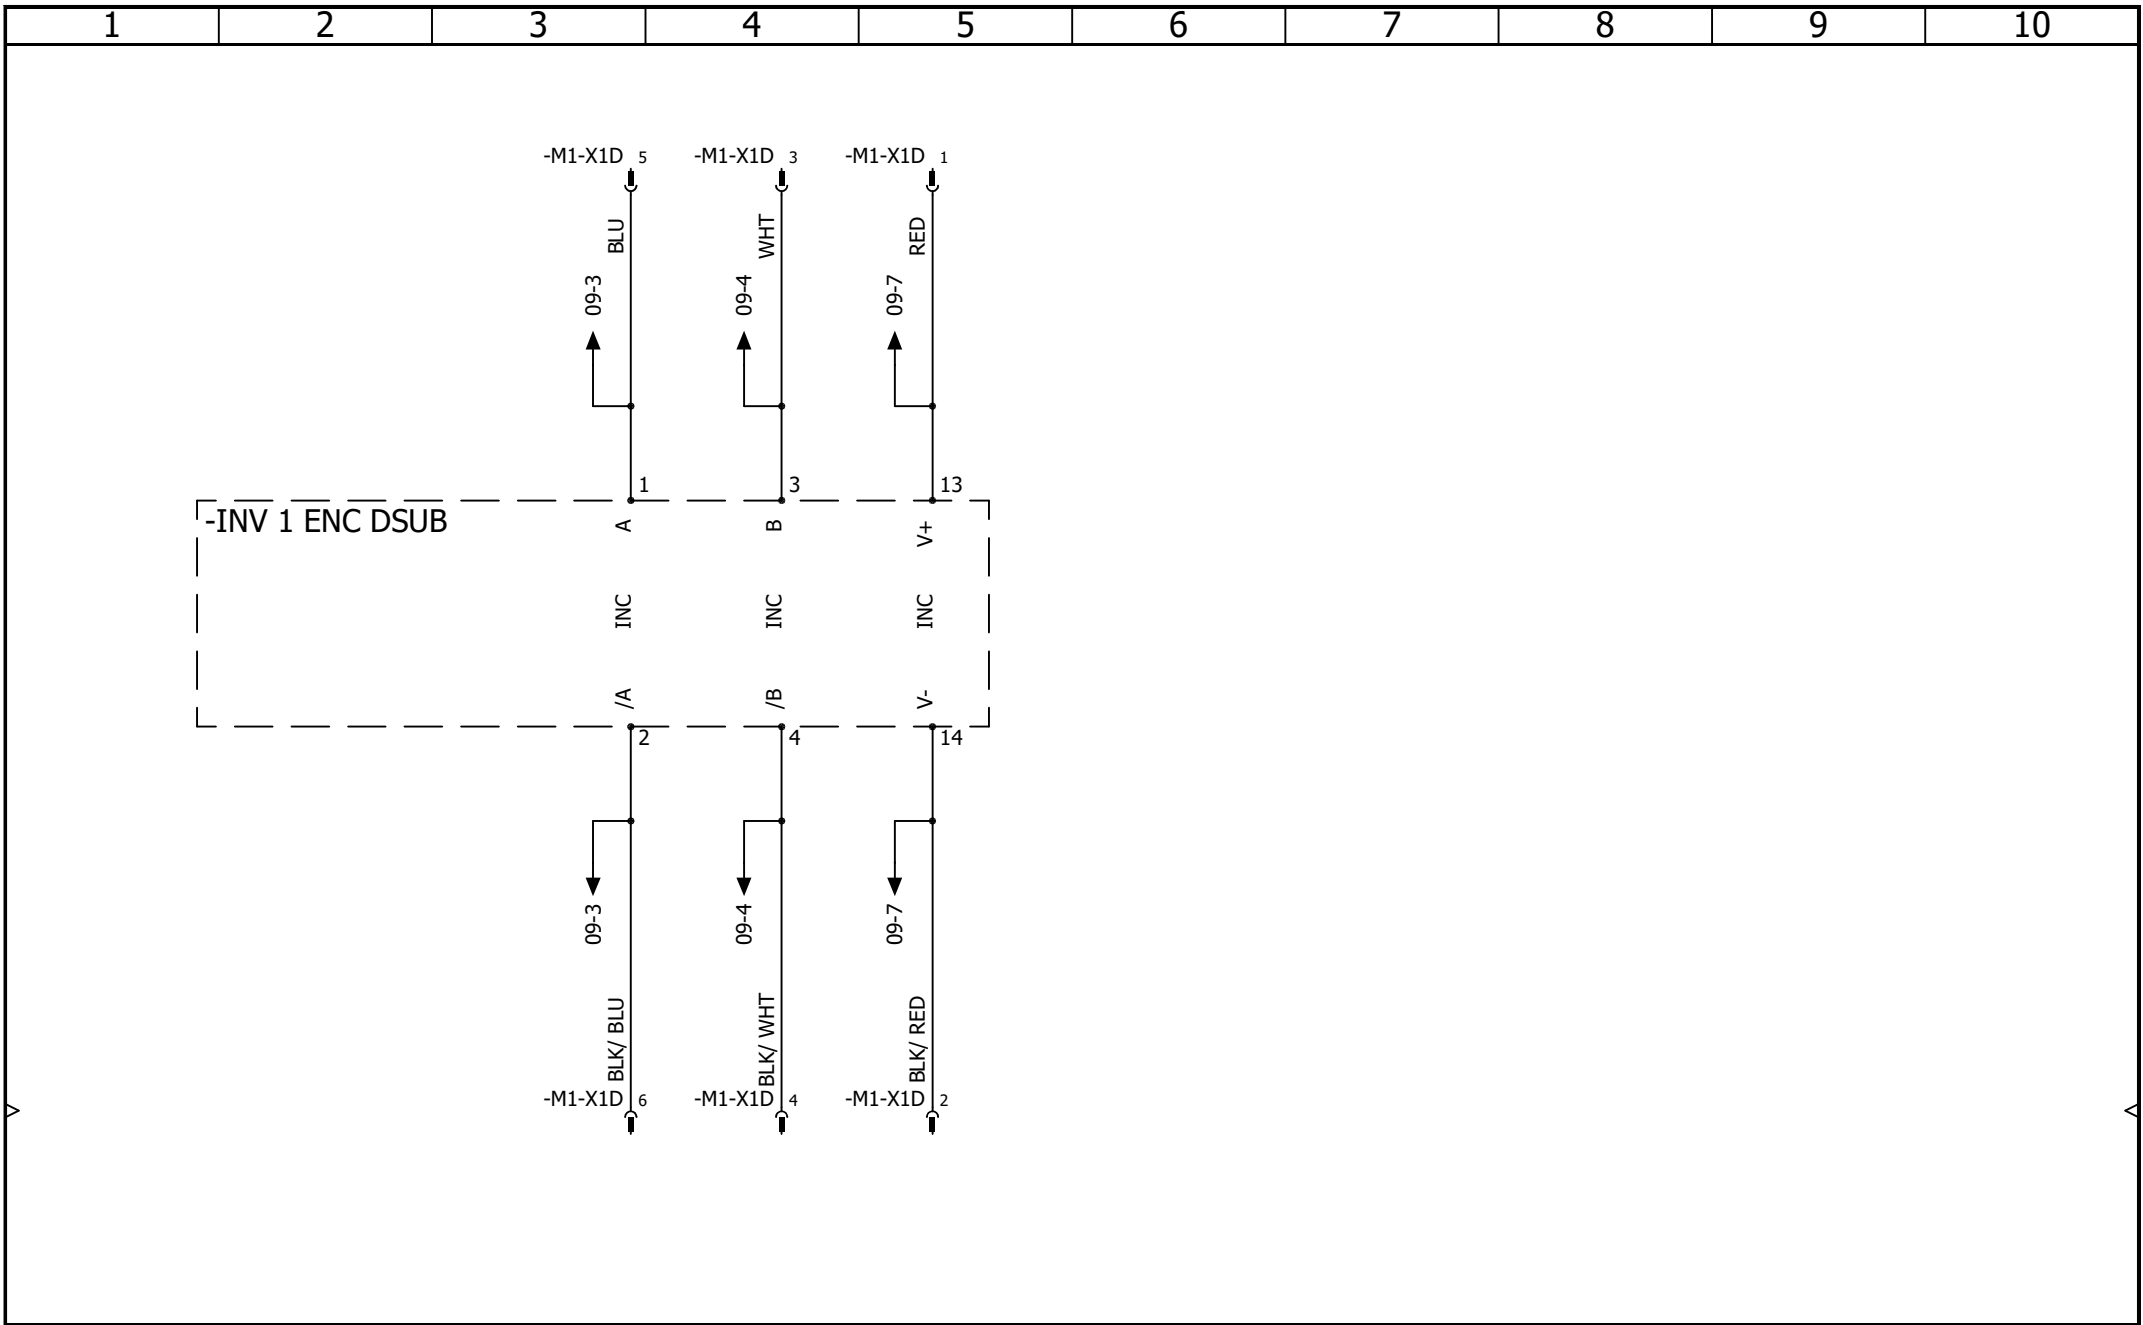 1 2 3 4 5 6 7 8 9 10
-M1-X1D 5 -M1-X1D 3 -M1-X1D 1
BLU WHT RED
09-3 09-4 09-7
1 3 13
-INV 1 ENC DSUB
A B V+
INC INC INC
/A /B V-
2 4 14
09-3 09-4 09-7
BLK/ BLU BLK/ WHT BLK/ RED
-M1-X1D 6 -M1-X1D 4 -M1-X1D 2